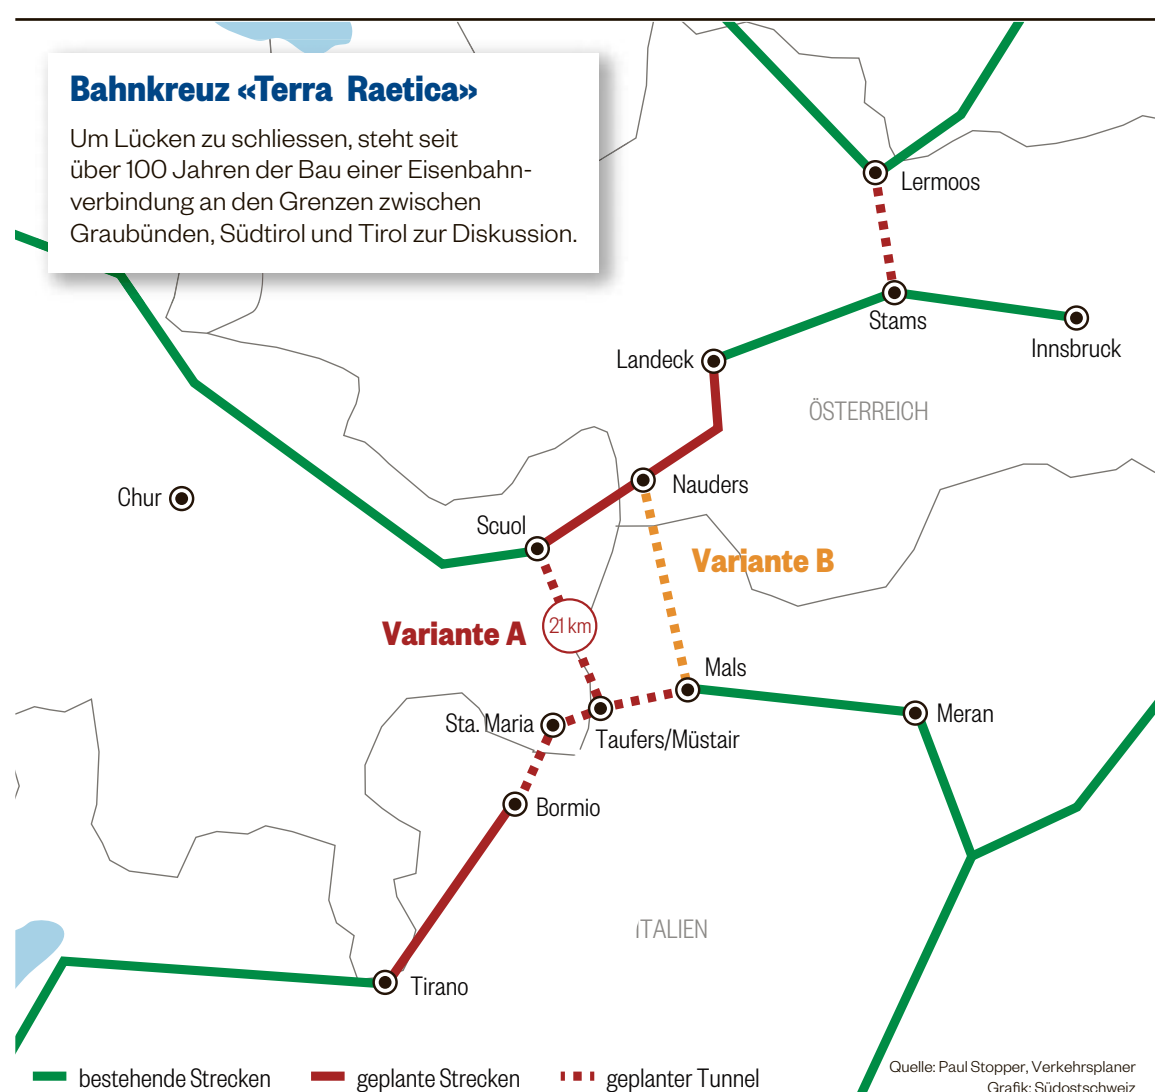 Bahnkreuz «Terra Raetica»
Um Lücken zu schliessen, steht seit
über 100 Jahren der Bau einer Eisenbahn-
verbindung an den Grenzen zwischen
Graubünden, Südtirol und Tirol zur Diskussion.
Lermoos
Stams
Innsbruck
Landeck
ÖSTERREICH
Nauders
Chur
Scuol
Variante B
21 km
Variante A
Mals
Meran
Sta. Maria
Taufers/Müstair
Bormio
ITALIEN
Tirano
bestehende Strecken
geplante Strecken
geplanter Tunnel
Quelle: Paul Stopper, Verkehrsplaner
Grafik: Südostschweiz